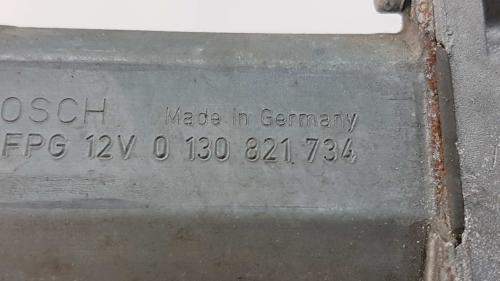 OSCH Made in Germany
FPG 12V 0 130 821 734